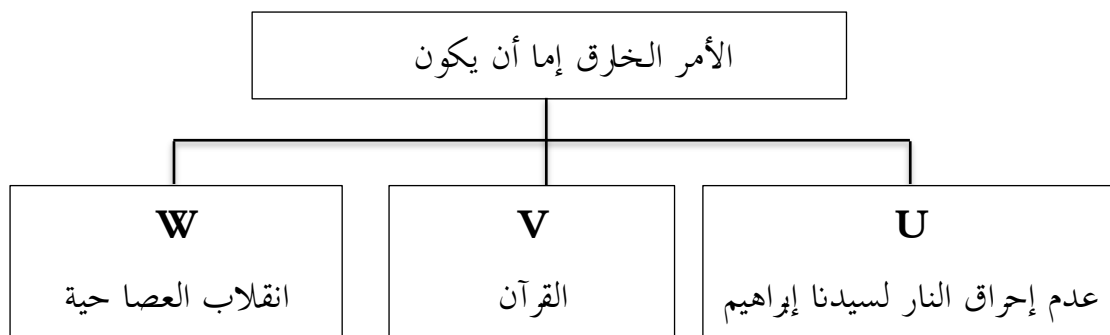 الأمر الخارق إما أن يكون
U
عدم إحراق النار لسيدنا إبراهيم
V
القرآن
W
انقلاب العصا حية